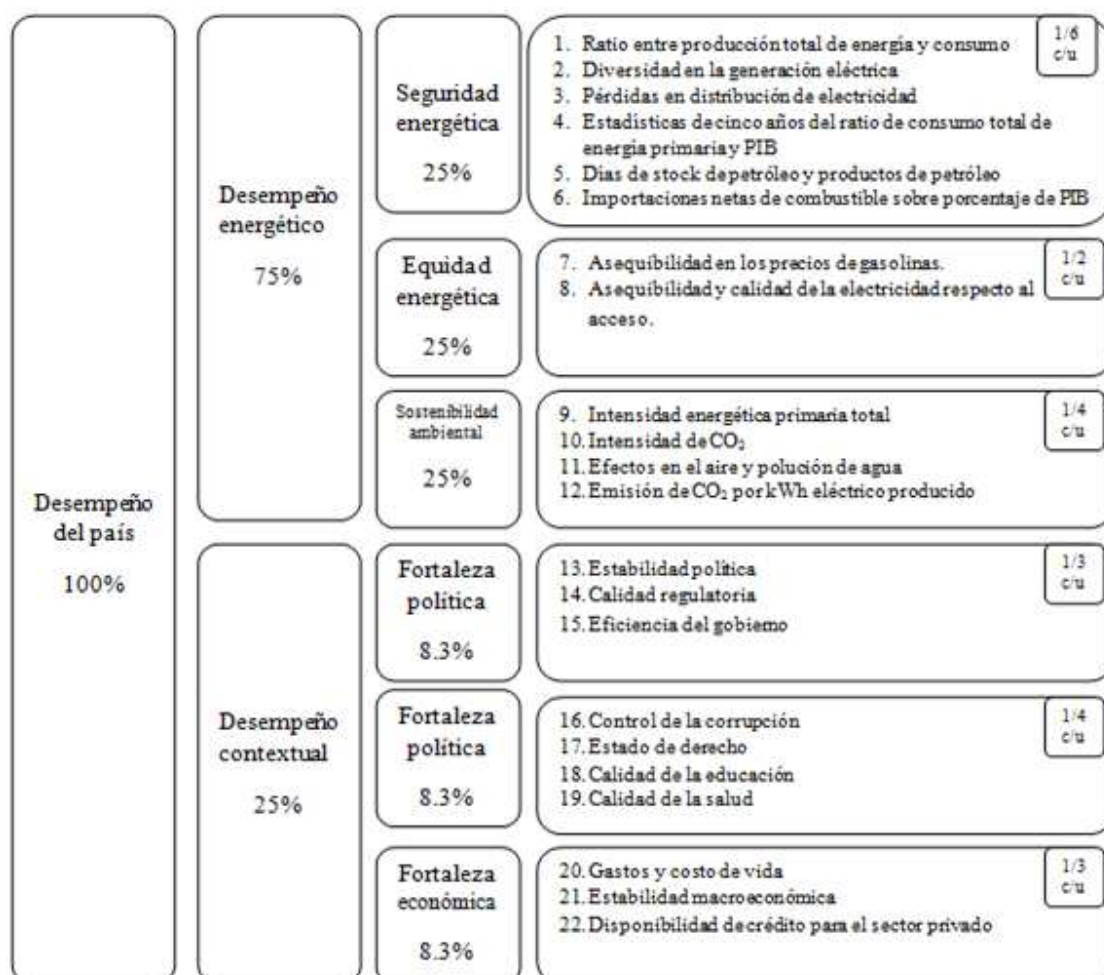 Desempeño
del país
100%
Desempeño
energético
75%
Seguridad
energética
25%
1. Ratio entre producción total de energía y consumo
2. Diversidad en la generación eléctrica
3. Pérdidas en distribución de electricidad
4. Estadísticas de cinco años del ratio de consumo total de
energía primaria y PIB
5. Dias de stock de petróleo y productos de petróleo
6. Importaciones netas de combustible sobre porcentaje de PIB
1/6
c/u
Equidad
energética
25%
7. Asequibilidad en los precios de gasolinas.
8. Asequibilidad y calidad de la electricidad respecto al
acceso.
1/2
c/u
Sostenibilidad
ambiental
25%
9. Intensidad energética primaria total
10. Intensidad de CO₂
11. Efectos en el aire y polución de agua
12. Emisión de CO₂ por kWh eléctrico producido
1/4
c/u
Desempeño
contextual
25%
Fortaleza
política
8.3%
13. Estabilidad política
14. Calidad regulatoria
15. Eficiencia del gobierno
1/3
c/u
Fortaleza
política
8.3%
16. Control de la corrupción
17. Estado de derecho
18. Calidad de la educación
19. Calidad de la salud
1/4
c/u
Fortaleza
económica
8.3%
20. Gastos y costo de vida
21. Estabilidad macroeconómica
22. Disponibilidad de crédito para el sector privado
1/3
c/u